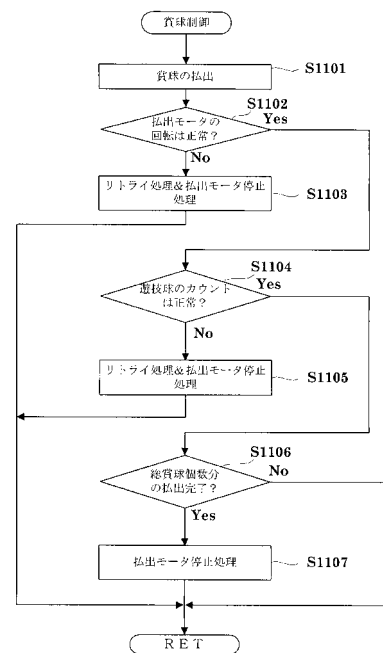 賞球制御
賞球の払出
S1101
S1102
払出モータの
回転は正常？
Yes
No
リトライ処理&払出モータ停止
処理
S1103
S1104
遊技球のカウント
は正常？
Yes
No
リトライ処理&払出モータ停止
処理
S1105
S1106
総賞球個数分
の払出完了？
No
Yes
払出モータ停止処理
S1107
RET